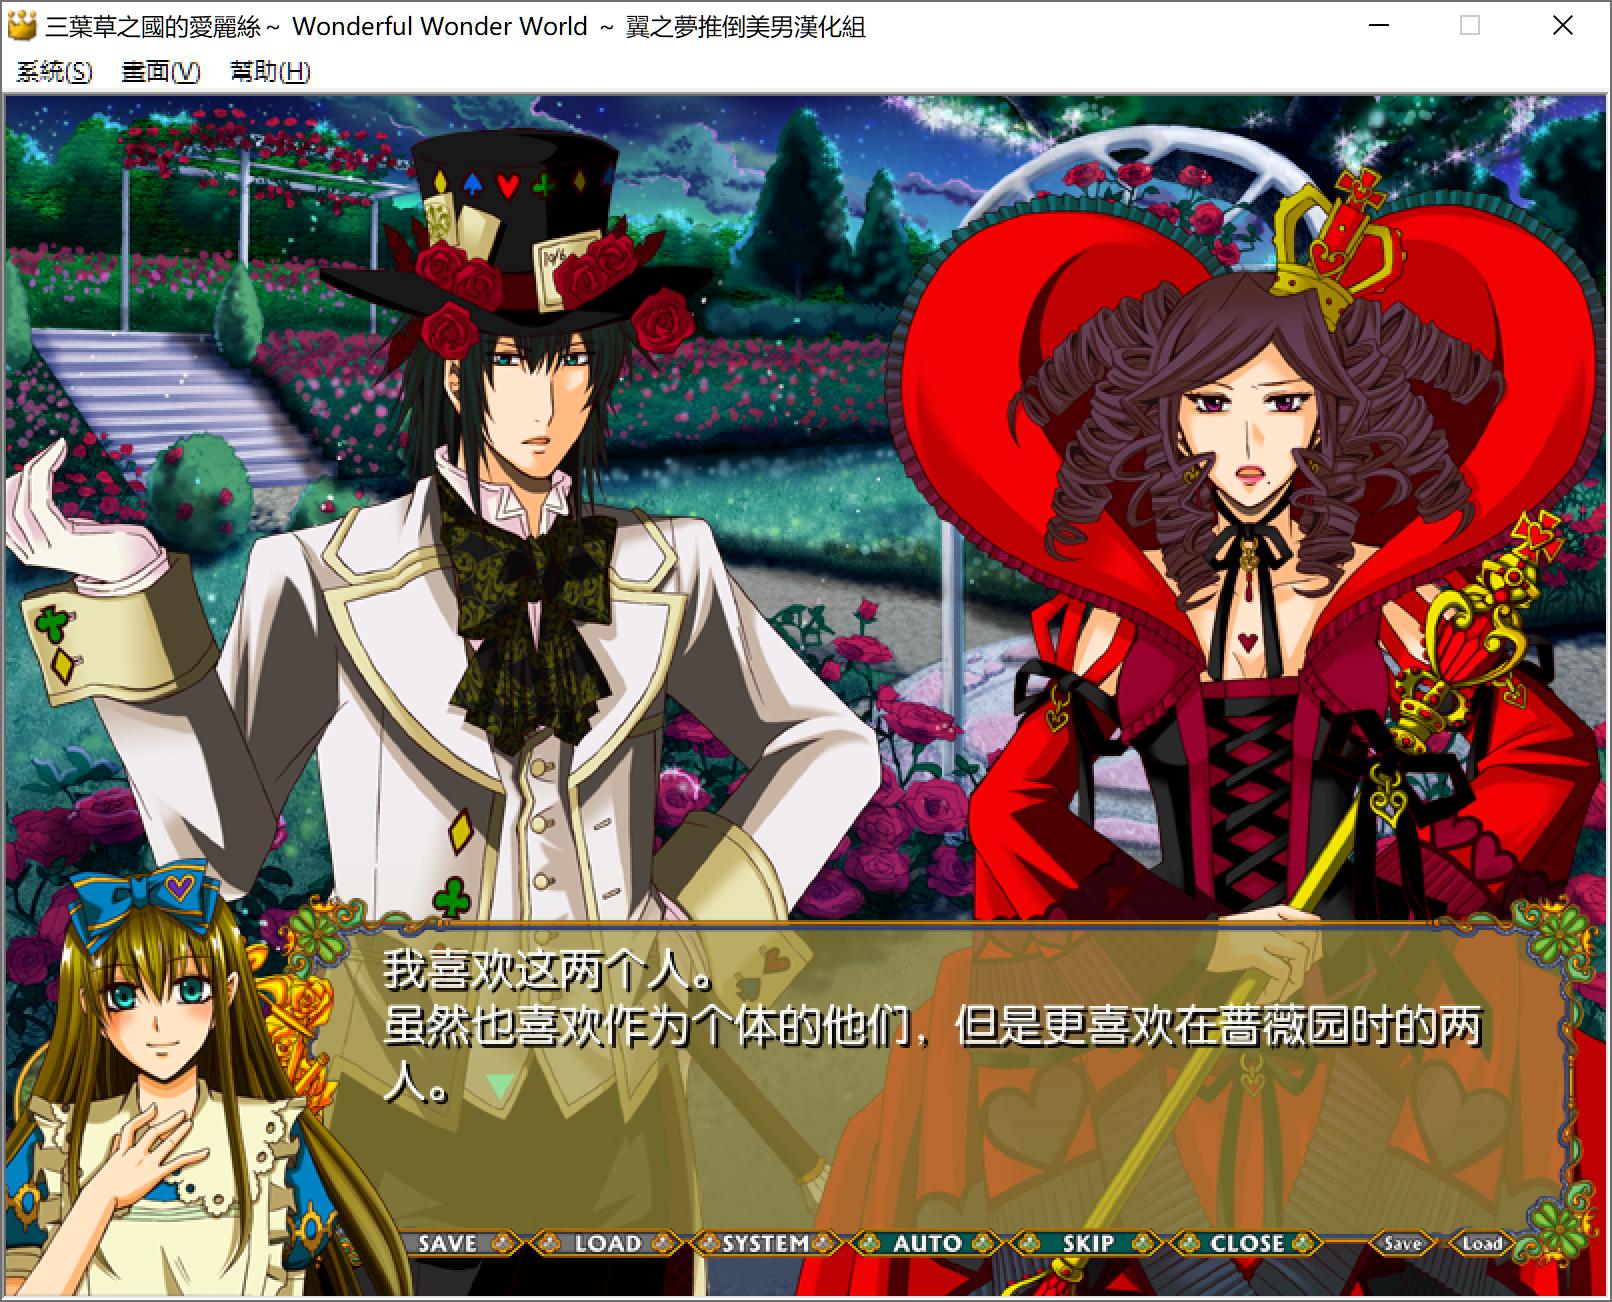 三葉草之國的愛麗絲～ Wonderful Wonder World ～ 翼之夢推倒美男漢化組
系統(S) 畫面(V) 幫助(H)
10/6
我喜欢这两个人。
虽然也喜欢作为个体的他们，但是更喜欢在蔷薇园时的两
人。
SAVE LOAD SYSTEM AUTO SKIP CLOSE Save Load